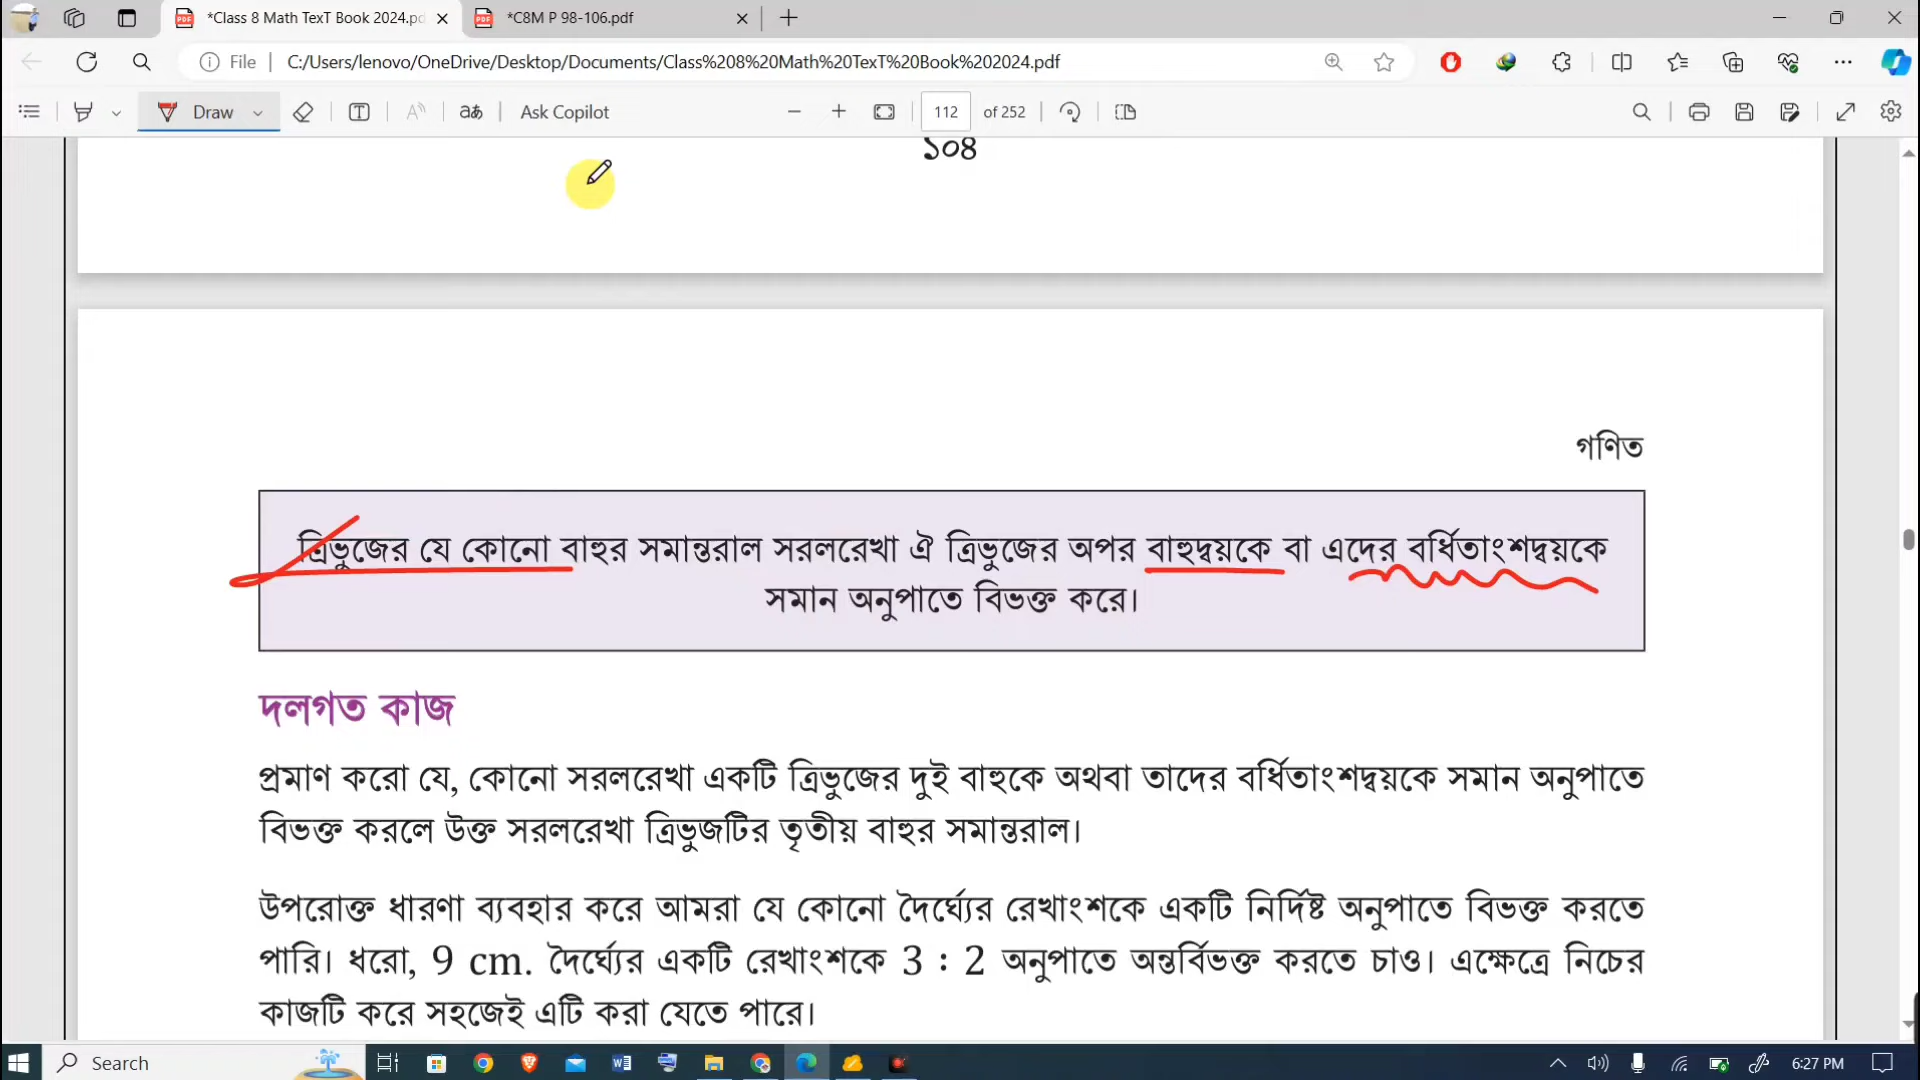 *Class 8 Math TexT Book 2024.pd
*C8M P 98-106.pdf
File
C:/Users/lenovo/OneDrive/Desktop/Documents/Class%208%20Math%20TexT%20Book%202024.pdf
Draw
Ask Copilot
112 of 252
১০৪
গণিত
ত্রিভুজের যে কোনো বাহুর সমান্তরাল সরলরেখা ঐ ত্রিভুজের অপর বাহুদ্বয়কে বা এদের বর্ধিতাংশদ্বয়কে
সমান অনুপাতে বিভক্ত করে।
দলগত কাজ
প্রমাণ করো যে, কোনো সরলরেখা একটি ত্রিভুজের দুই বাহুকে অথবা তাদের বর্ধিতাংশদ্বয়কে সমান অনুপাতে
বিভক্ত করলে উক্ত সরলরেখা ত্রিভুজটির তৃতীয় বাহুর সমান্তরাল।
উপরোক্ত ধারণা ব্যবহার করে আমরা যে কোনো দৈর্ঘ্যের রেখাংশকে একটি নির্দিষ্ট অনুপাতে বিভক্ত করতে
পারি। ধরো, 9 cm. দৈর্ঘ্যের একটি রেখাংশকে 3 : 2 অনুপাতে অন্তর্বিভক্ত করতে চাও। এক্ষেত্রে নিচের
কাজটি করে সহজেই এটি করা যেতে পারে।
Search
6:27 PM